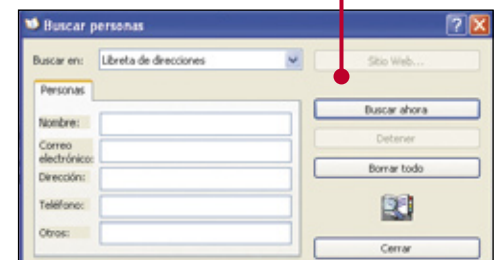 Buscar personas
Buscar en: Libreta de direcciones
Sitio Web...
Personas
Buscar ahora
Nombre:
Detener
Correo
electrónico:
Borrar todo
Dirección:
Teléfono:
Otros:
Cerrar